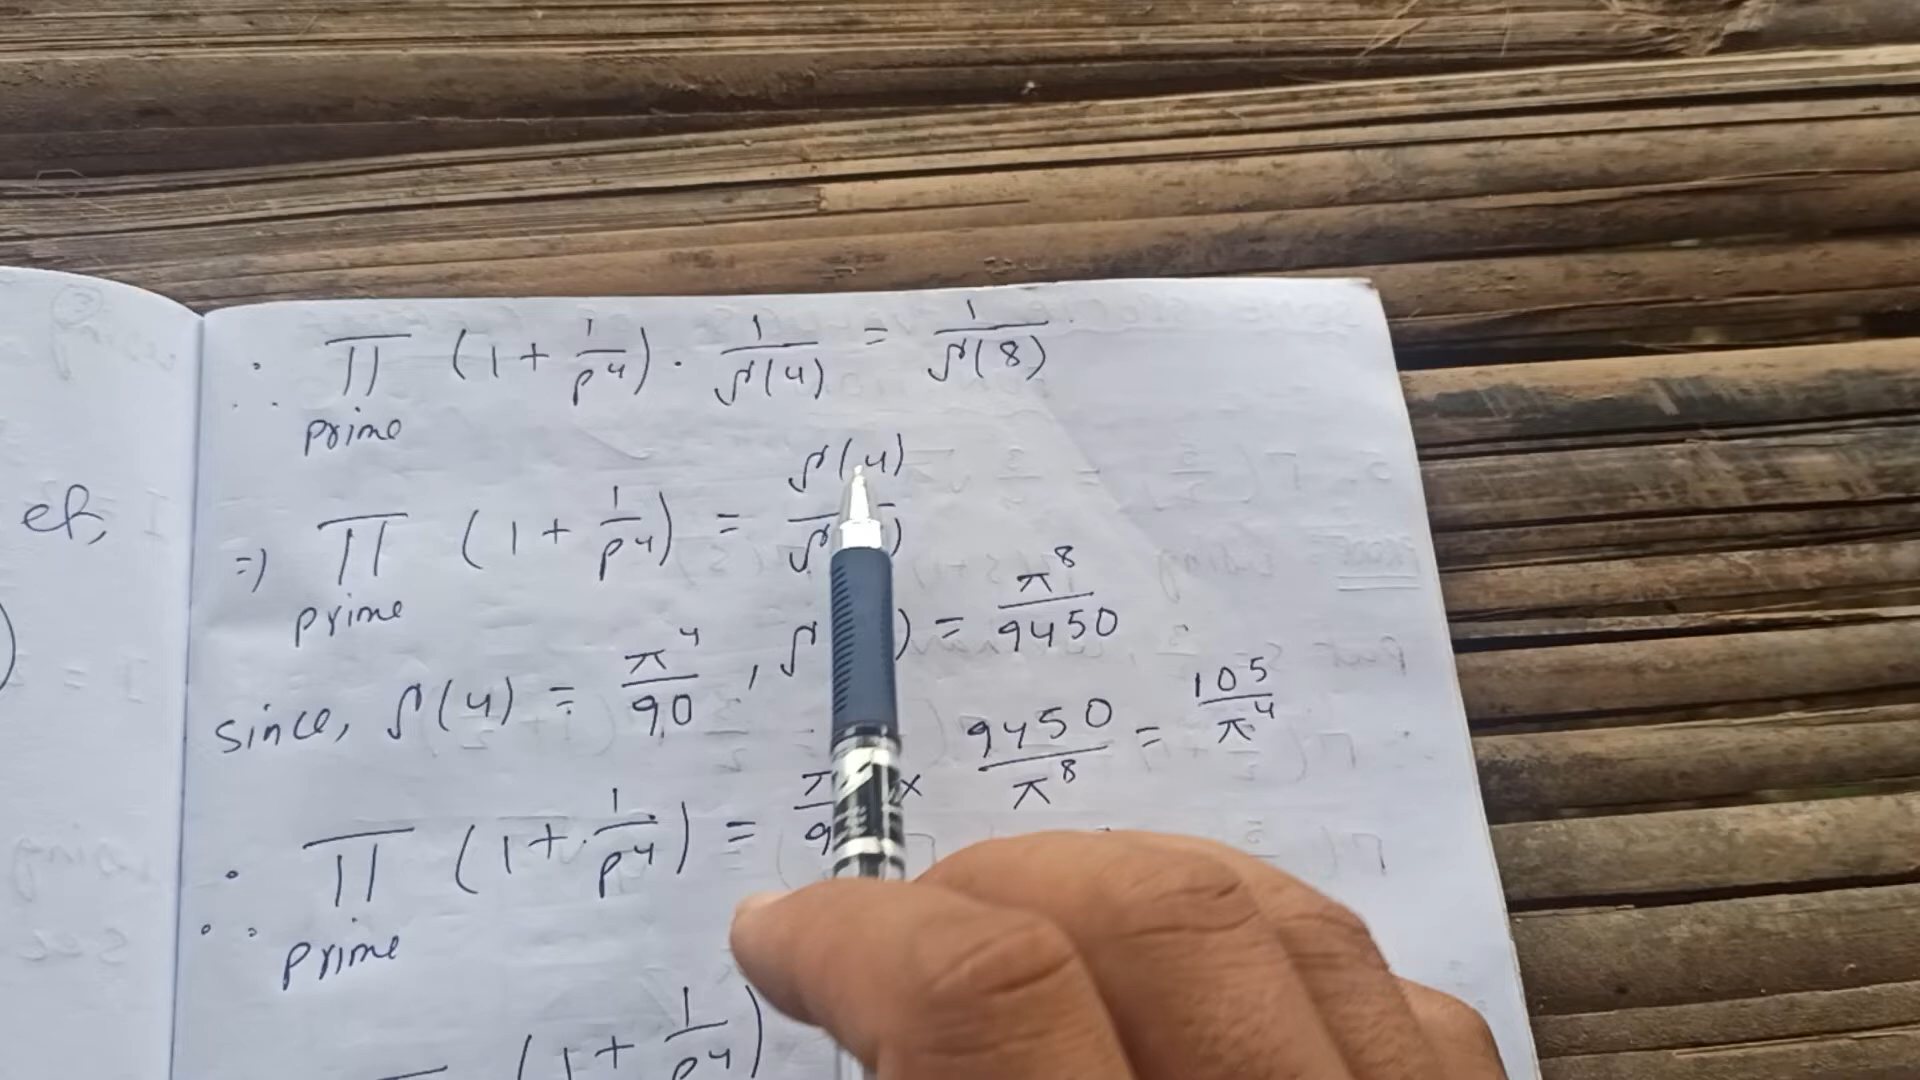 ef,
)
∴ ∏ (1 + 1/p⁴) · 1/ζ(4) = 1/ζ(8)
prime
⇒ ∏ (1 + 1/p⁴) = ζ(4)/ζ( )
prime
since, ζ(4) = π⁴/90 , ζ( ) = π⁸/9450
∴ ∏ (1 + 1/p⁴) = π/9 × 9450/π⁸ = 105/π⁴
prime
(1 + 1/p⁴)